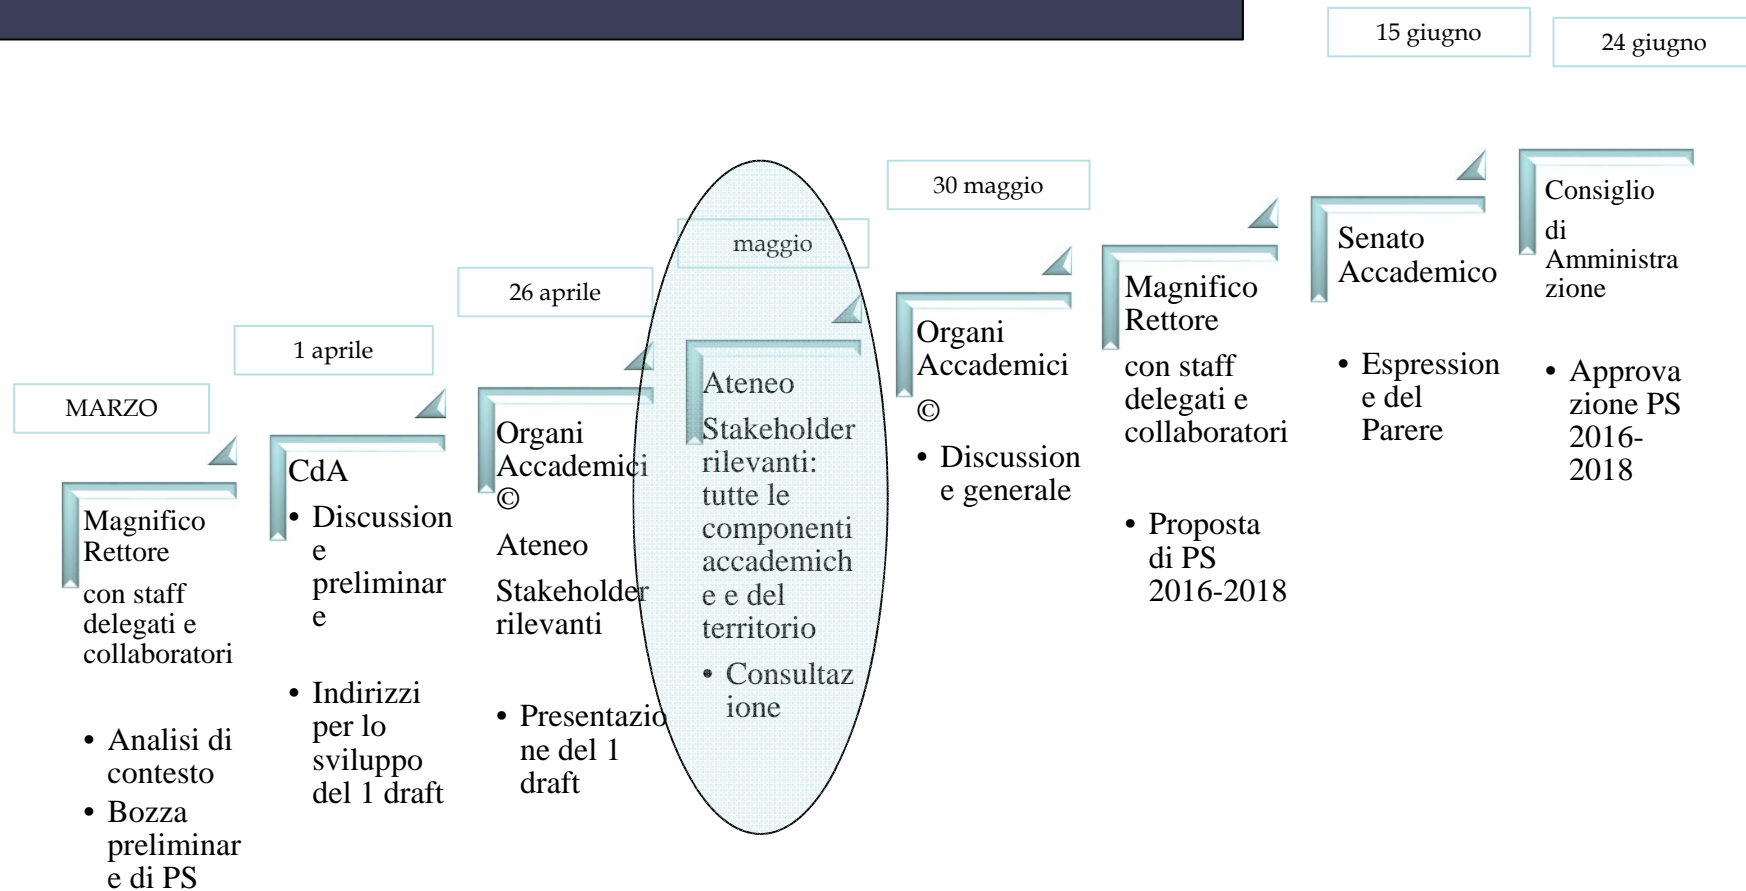 MARZO
Magnifico
Rettore
con staff
delegati e
collaboratori
• Analisi di
contesto
• Bozza
preliminar
e di PS
1 aprile
CdA
• Discussion
e
preliminar
e
• Indirizzi
per lo
sviluppo
del 1 draft
26 aprile
Organi
Accademici
©
Ateneo
Stakeholder
rilevanti
• Presentazio
ne del 1
draft
maggio
Ateneo
Stakeholder
rilevanti:
tutte le
componenti
accademich
e e del
territorio
• Consultaz
ione
30 maggio
Organi
Accademici
©
• Discussion
e generale
Magnifico
Rettore
con staff
delegati e
collaboratori
• Proposta
di PS
2016-2018
15 giugno
Senato
Accademico
• Espression
e del
Parere
24 giugno
Consiglio
di
Amministra
zione
• Approva
zione PS
2016-
2018